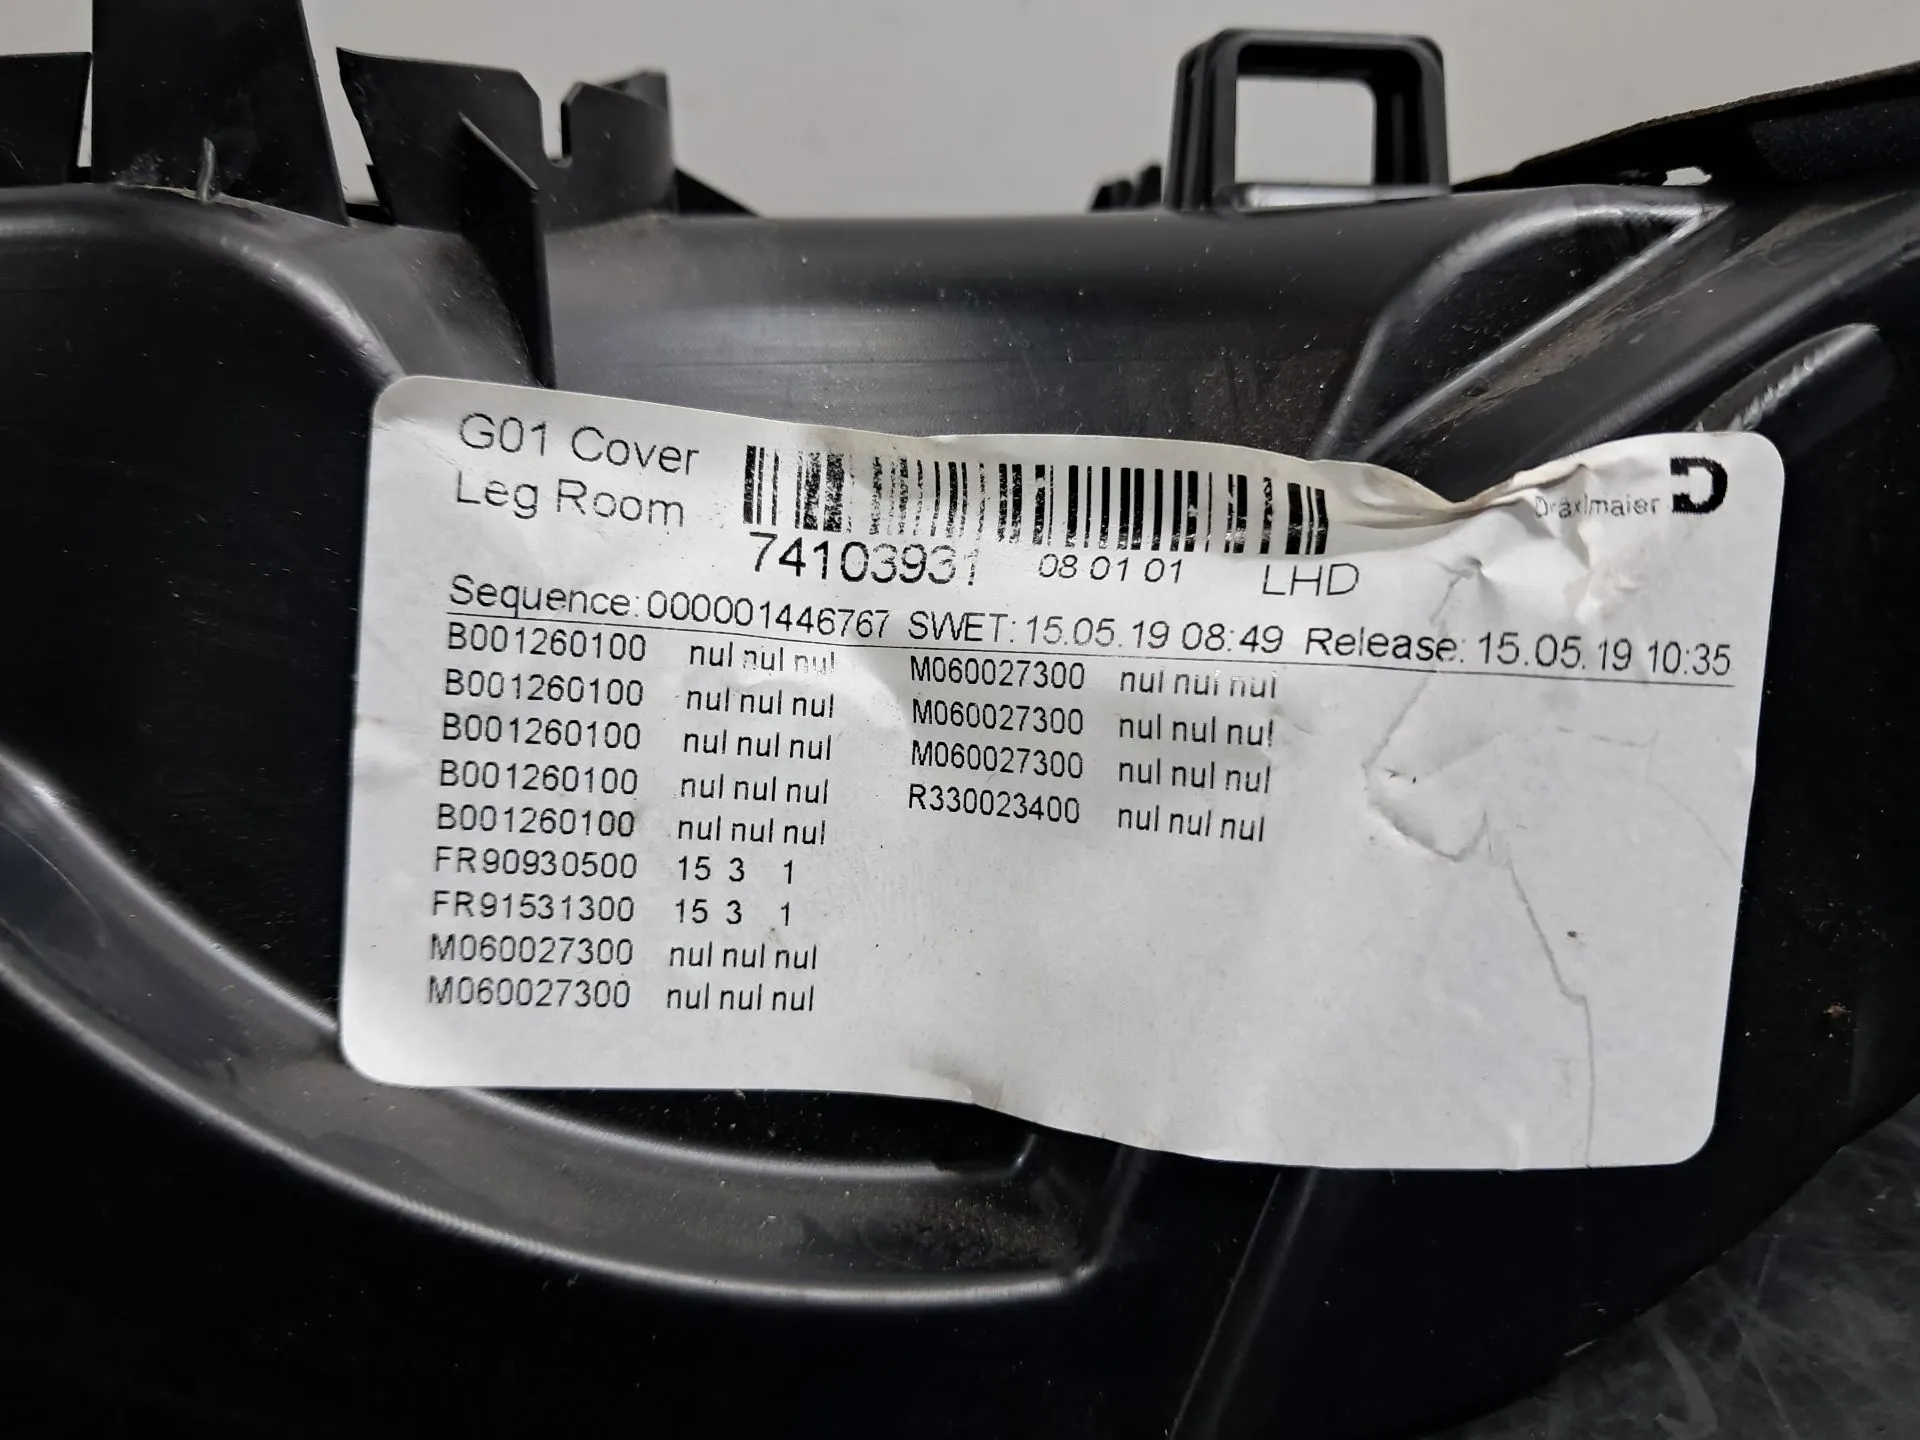 G01 Cover
Leg Room
Dräxlmaier
74103931 08 01 01 LHD
Sequence:000001446767 SWET: 15.05.19 08:49 Release: 15.05.19 10:35
B001260100 nul nul nul M060027300 nul nul nul
B001260100 nul nul nul M060027300 nul nul nul
B001260100 nul nul nul M060027300 nul nul nul
B001260100 nul nul nul R330023400 nul nul nul
B001260100 nul nul nul
FR90930500 15 3 1
FR91531300 15 3 1
M060027300 nul nul nul
M060027300 nul nul nul